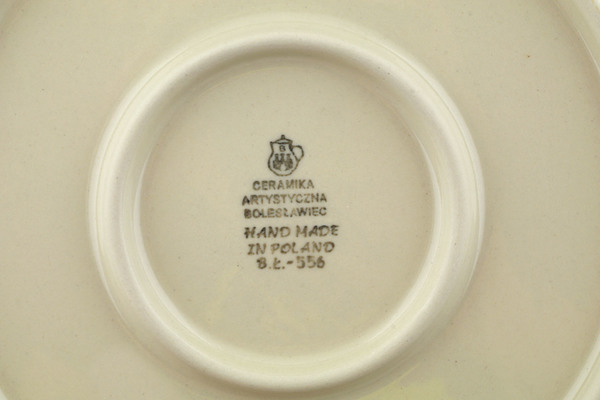 B
CERAMIKA
ARTYSTYCZNA
BOLESŁAWIEC
HAND MADE
IN POLAND
B.Ł.-556